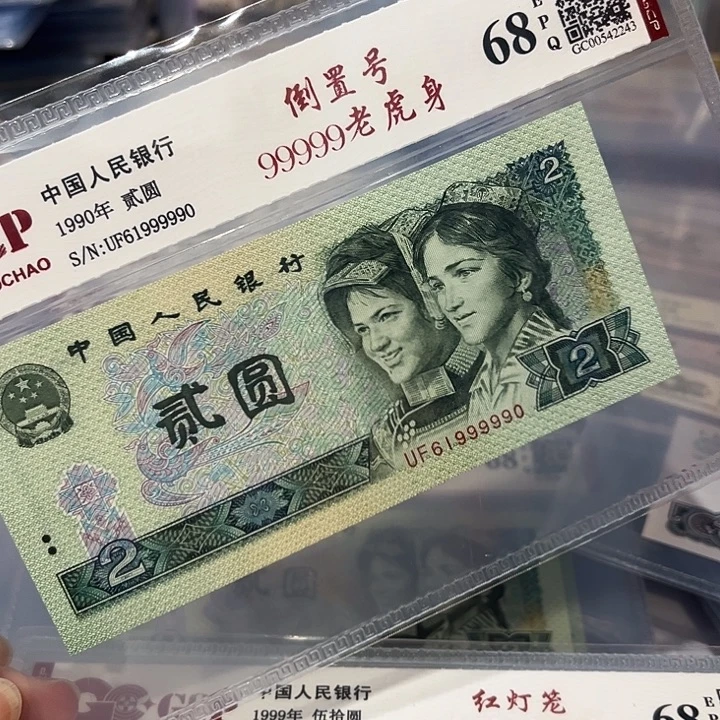 倒置号
99999老虎身
68
EPQ
GC00542243
中国人民银行
1990年 贰圆
S/N:UF61999990
中国人民银行
贰圆
2
2
2
UF61999990
中国人民银行
1999年 伍拾圆
红灯笼
68